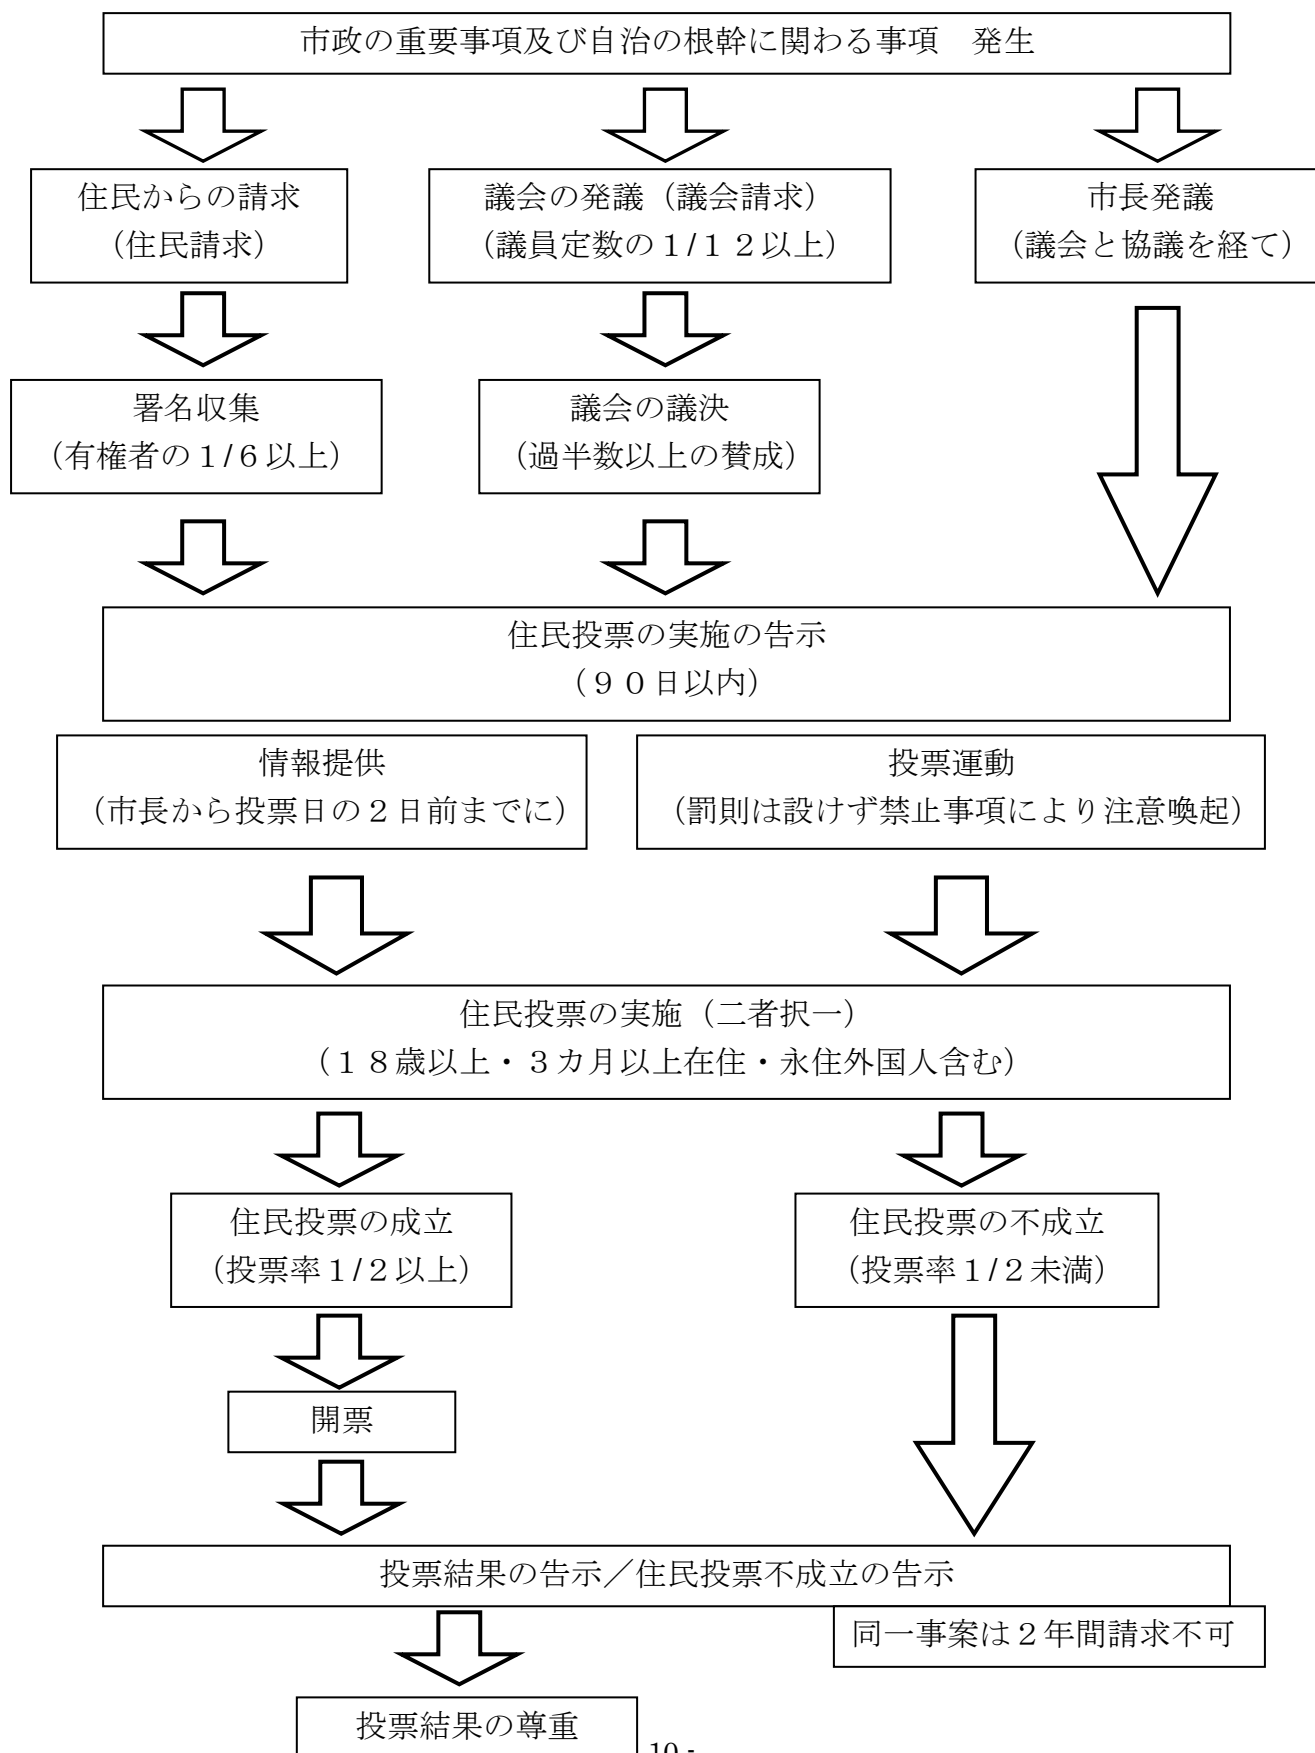 市政の重要事項及び自治の根幹に関わる事項　発生
住民からの請求
（住民請求）
議会の発議（議会請求）
（議員定数の１/１２以上）
市長発議
（議会と協議を経て）
署名収集
（有権者の１/６以上）
議会の議決
（過半数以上の賛成）
住民投票の実施の告示
（９０日以内）
情報提供
（市長から投票日の２日前までに）
投票運動
（罰則は設けず禁止事項により注意喚起）
住民投票の実施（二者択一）
（１８歳以上・３カ月以上在住・永住外国人含む）
住民投票の成立
（投票率１/２以上）
住民投票の不成立
（投票率１/２未満）
開票
投票結果の告示／住民投票不成立の告示
同一事案は２年間請求不可
投票結果の尊重
10 -